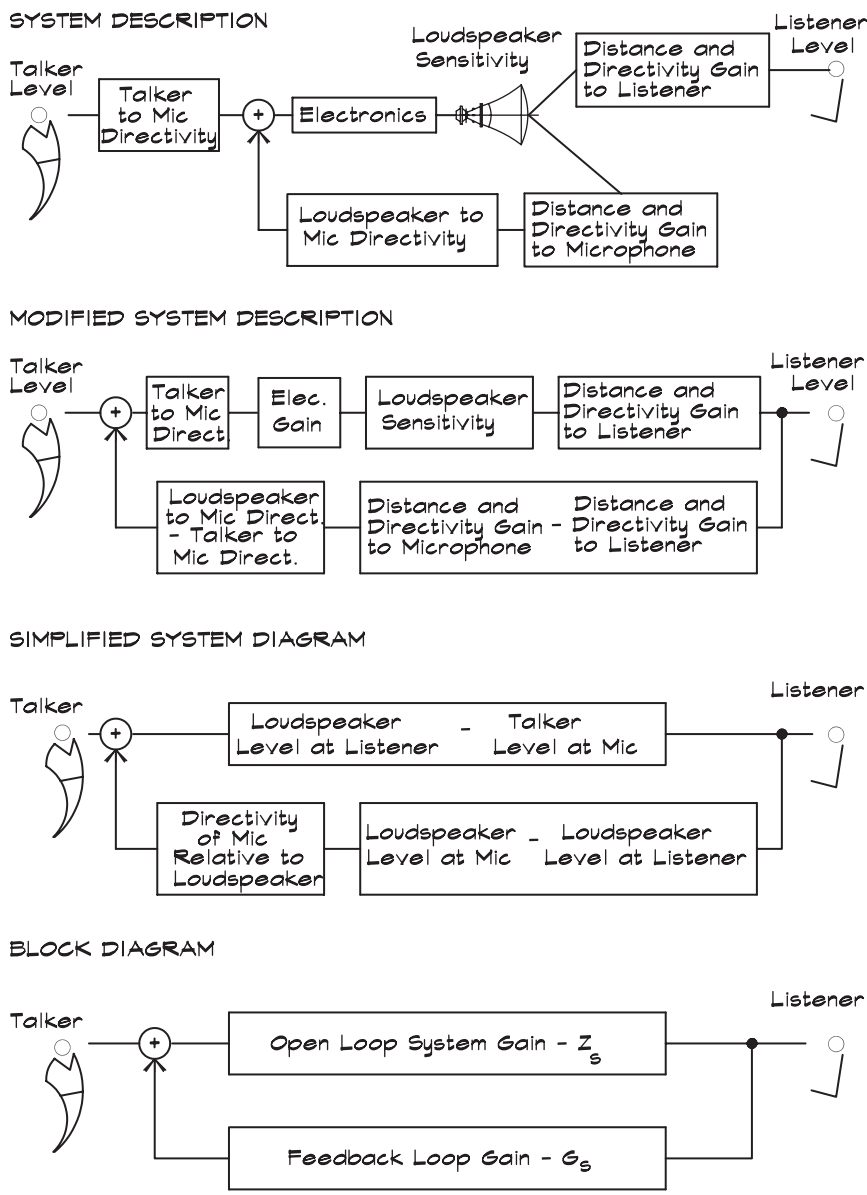 SYSTEM DESCRIPTION
Talker
Level
Talker
to Mic
Directivity
+
Electronics
Loudspeaker
Sensitivity
Distance and
Directivity Gain
to Listener
Listener
Level
Loudspeaker to
Mic Directivity
Distance and
Directivity Gain
to Microphone
MODIFIED SYSTEM DESCRIPTION
Talker
Level
+
Talker
to Mic
Direct.
Elec.
Gain
Loudspeaker
Sensitivity
Distance and
Directivity Gain
to Listener
Listener
Level
Loudspeaker
to Mic Direct.
- Talker to
Mic Direct.
Distance and
Directivity Gain
to Microphone
-
Distance and
Directivity Gain
to Listener
SIMPLIFIED SYSTEM DIAGRAM
Talker
+
Loudspeaker
Level at Listener
-
Talker
Level at Mic
Listener
Directivity
of Mic
Relative to
Loudspeaker
Loudspeaker
Level at Mic
-
Loudspeaker
Level at Listener
BLOCK DIAGRAM
Talker
+
Open Loop System Gain - Zs
Listener
Feedback Loop Gain - Gs